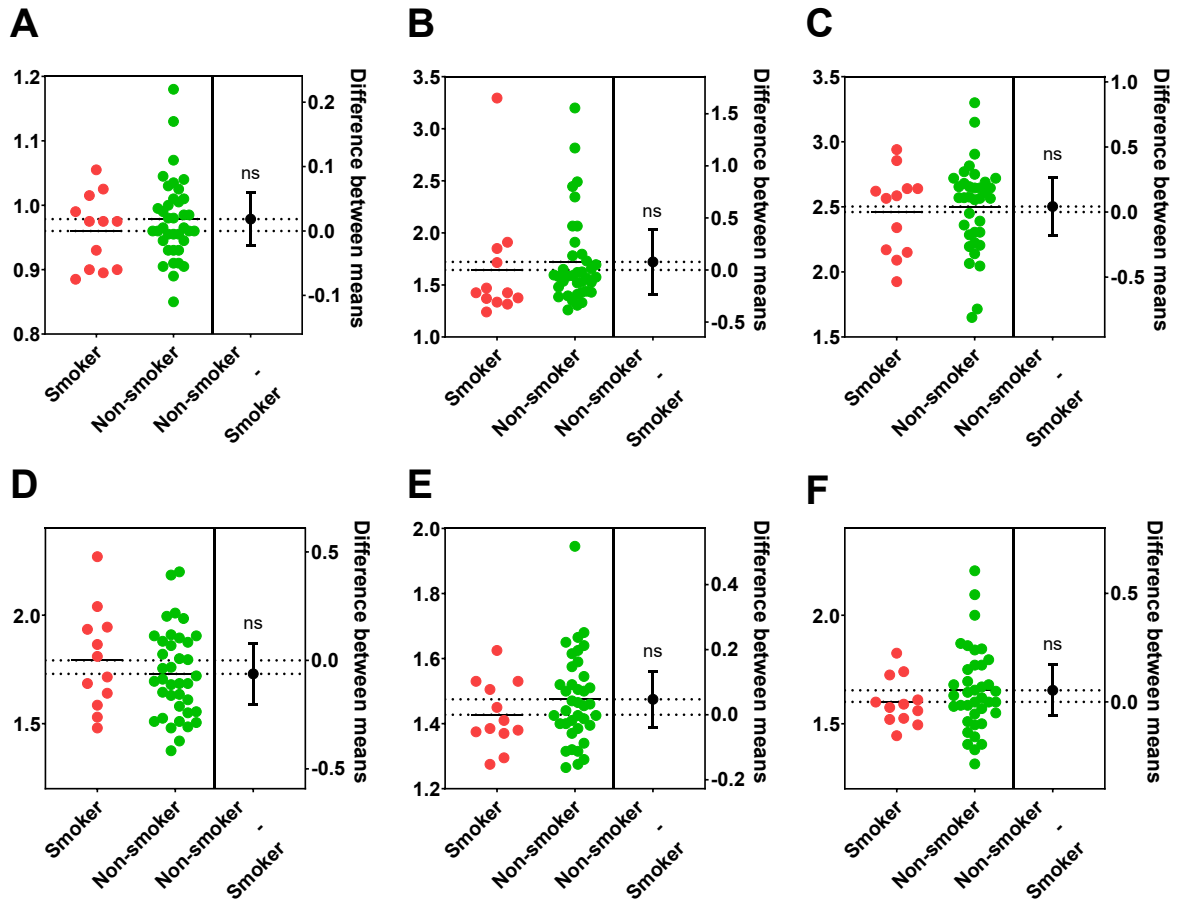 A
1.2
1.1
1.0
0.9
0.8
ns
0.2
0.1
0.0
-0.1
Difference between means
Smoker
Non-smoker
Non-smoker
-
Smoker
B
3.5
3.0
2.5
2.0
1.5
1.0
ns
1.5
1.0
0.5
0.0
-0.5
Difference between means
Smoker
Non-smoker
Non-smoker
-
Smoker
C
3.5
3.0
2.5
2.0
1.5
ns
1.0
0.5
0.0
-0.5
Difference between means
Smoker
Non-smoker
Non-smoker
-
Smoker
D
2.0
1.5
ns
0.5
0.0
-0.5
Difference between means
Smoker
Non-smoker
Non-smoker
-
Smoker
E
2.0
1.8
1.6
1.4
1.2
ns
0.4
0.2
0.0
-0.2
Difference between means
Smoker
Non-smoker
Non-smoker
-
Smoker
F
2.0
1.5
ns
0.5
0.0
Difference between means
Smoker
Non-smoker
Non-smoker
-
Smoker